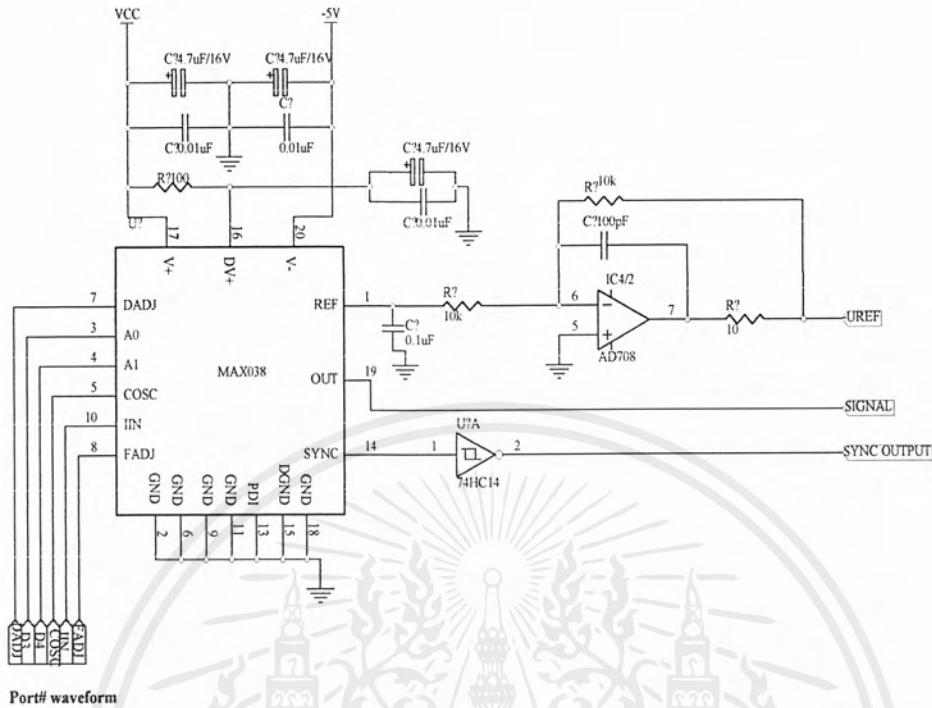 VCC
-5V
C?4.7uF/16V
C?4.7uF/16V
+
+
C?
C?0.01uF
0.01uF
C?4.7uF/16V
+
R?100
C?0.01uF
R?10k
C?100pF
U?
17
16
20
V+
DV+
V-
IC4/2
7
DADJ
REF
1
R?
10k
6
-
7
R?
10
UREF
3
A0
C?
0.1uF
5
+
AD708
4
A1
MAX038
5
COSC
OUT
19
SIGNAL
10
IIN
U?A
8
FADJ
SYNC
14
1
2
SYNC OUTPUT
74HC14
GND
GND
GND
GND
PDI
DGND
GND
2
6
9
11
13
15
18
DADJ
D3
D4
COSC
IIN
FADJ
Port# waveform